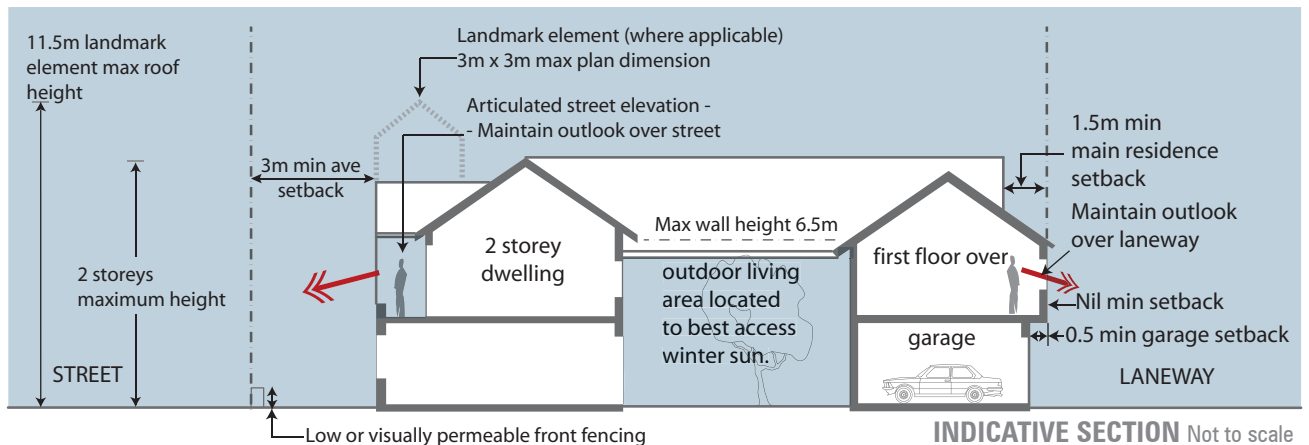 11.5m landmark
element max roof
height
Landmark element (where applicable)
3m x 3m max plan dimension
Articulated street elevation -
- Maintain outlook over street
3m min ave
setback
1.5m min
main residence
setback
Maintain outlook
over laneway
Max wall height 6.5m
2 storey
dwelling
first floor over
2 storeys
maximum height
outdoor living
area located
to best access
winter sun.
Nil min setback
0.5 min garage setback
garage
STREET
LANEWAY
Low or visually permeable front fencing
INDICATIVE SECTION Not to scale